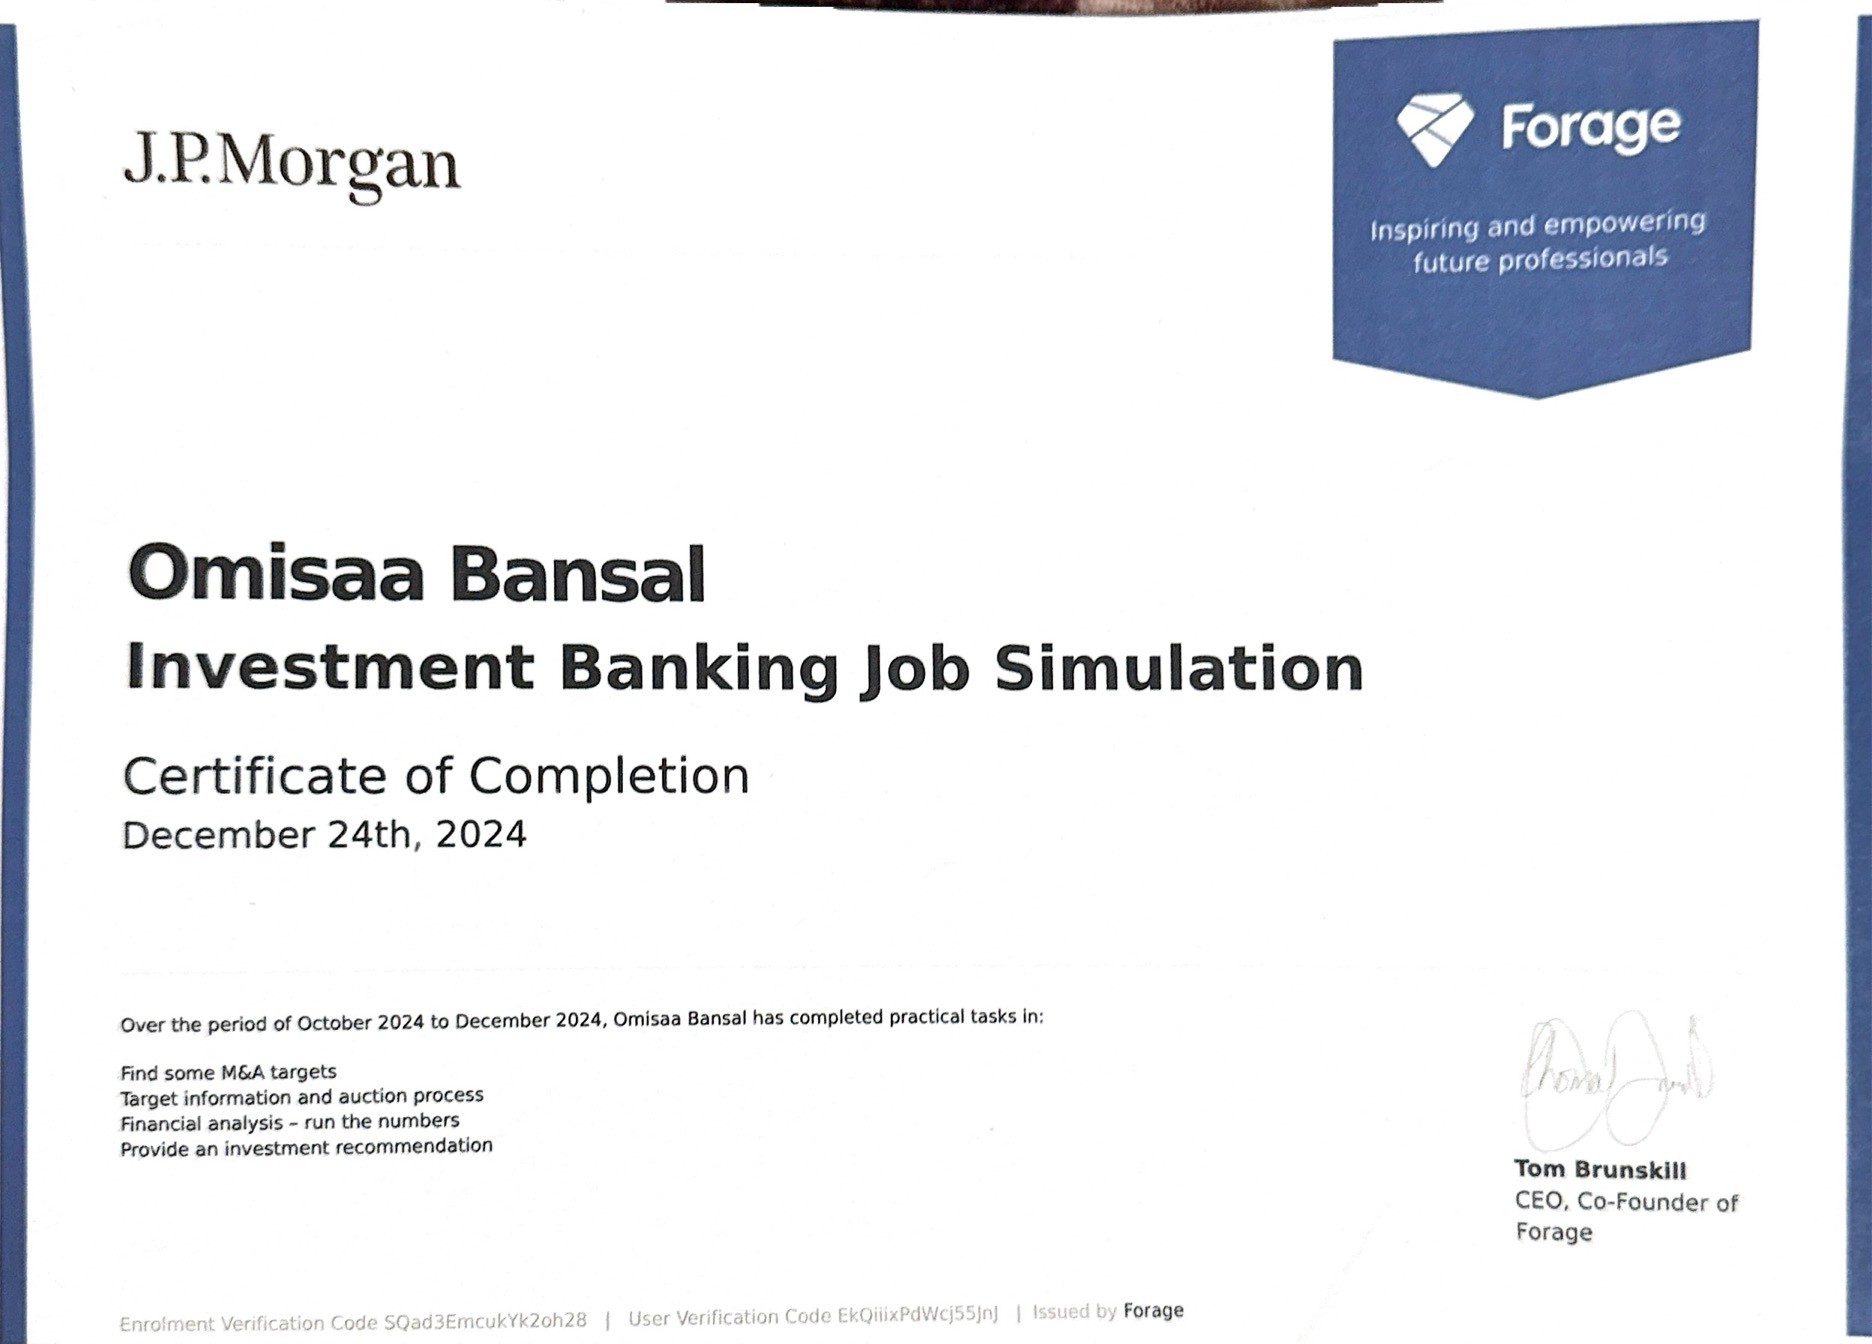 J.P.Morgan
Forage
Inspiring and empowering
future professionals
Omisaa Bansal
Investment Banking Job Simulation
Certificate of Completion
December 24th, 2024
Over the period of October 2024 to December 2024, Omisaa Bansal has completed practical tasks in:
Find some M&A targets
Target information and auction process
Financial analysis – run the numbers
Provide an investment recommendation
Tom Brunskill
CEO, Co-Founder of
Forage
Enrolment Verification Code SQad3EmcukYk2oh28 | User Verification Code EkQiiixPdWcj55JnJ | Issued by Forage